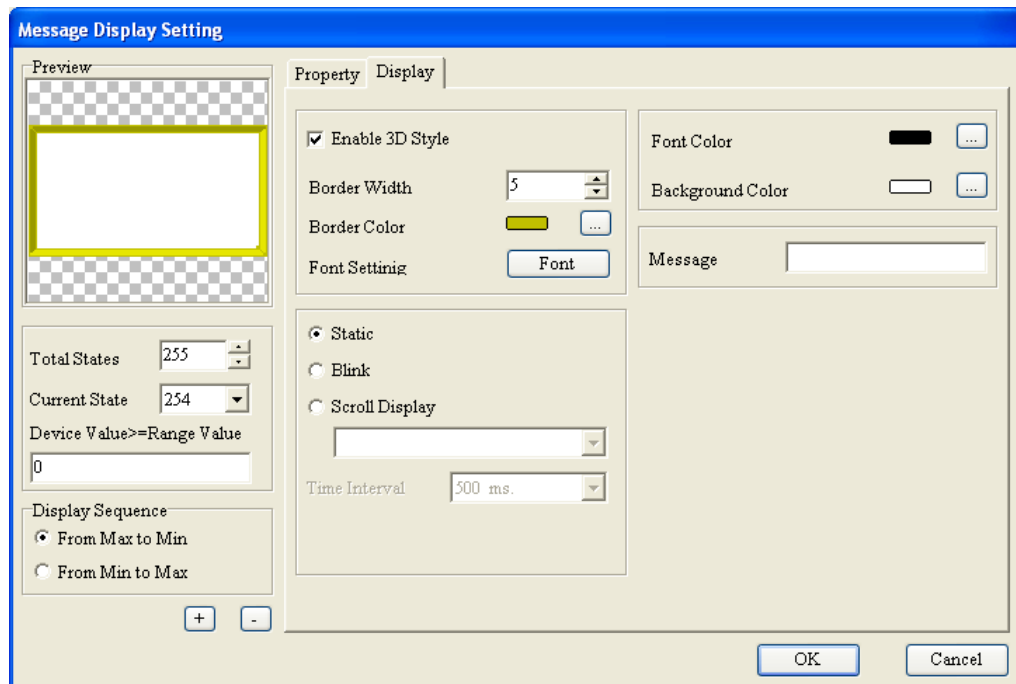 Message Display Setting
Preview
Property
Display
Enable 3D Style
Border Width
5
Border Color
...
Font Settinig
Font
Font Color
...
Background Color
...
Message
Total States
255
Current State
254
Device Value>=Range Value
0
Display Sequence
From Max to Min
From Min to Max
+
-
Static
Blink
Scroll Display
Time Interval
500 ms.
OK
Cancel